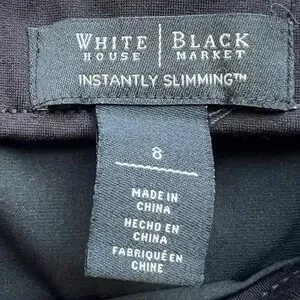 WHITE | BLACK
HOUSE | MARKET
INSTANTLY SLIMMING™
8
MADE IN
CHINA
HECHO EN
CHINA
FABRIQUÉ EN
CHINE